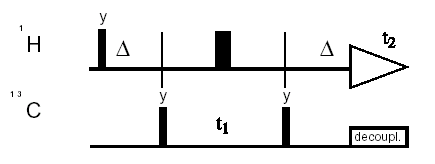 y
¹H Δ Δ t₂
y y
¹³C t₁
decoupl.